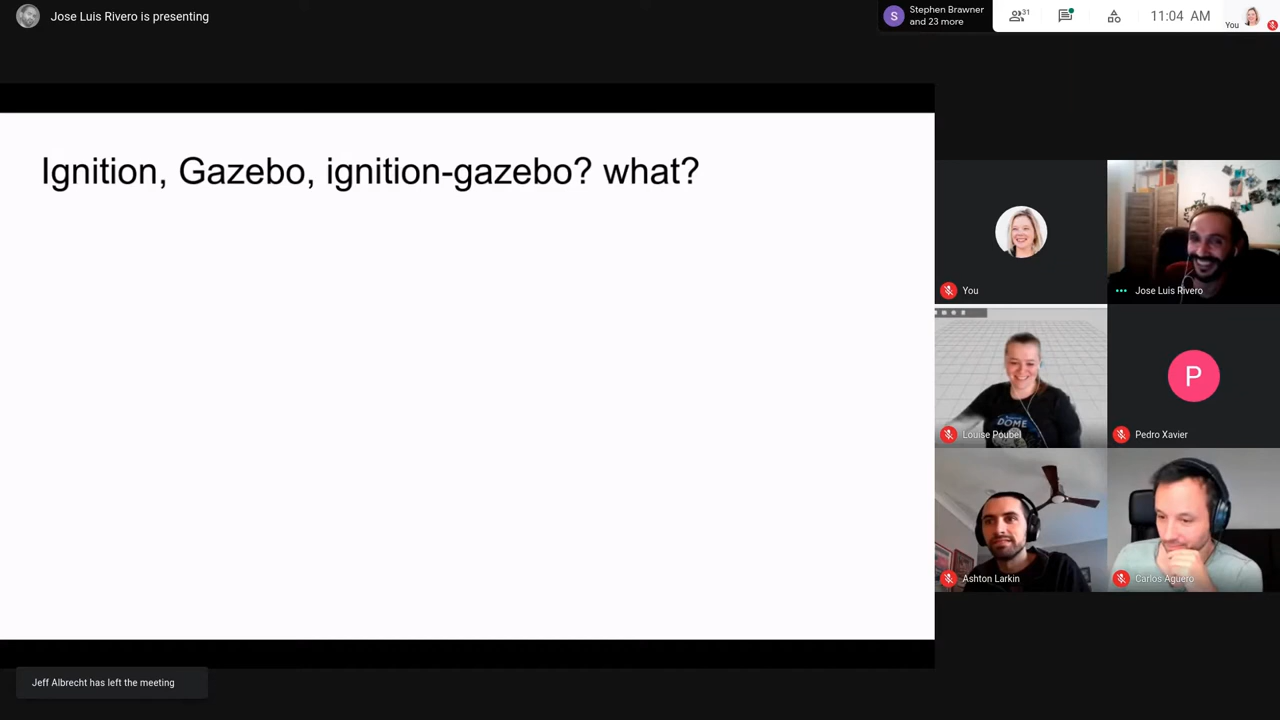 Jose Luis Rivero is presenting
Stephen Brawner
and 23 more
S
31
11:04 AM
You
Ignition, Gazebo, ignition-gazebo? what?
You
Jose Luis Rivero
DOME
Louise Poubel
P
Pedro Xavier
Ashton Larkin
Carlos Agüero
Jeff Albrecht has left the meeting